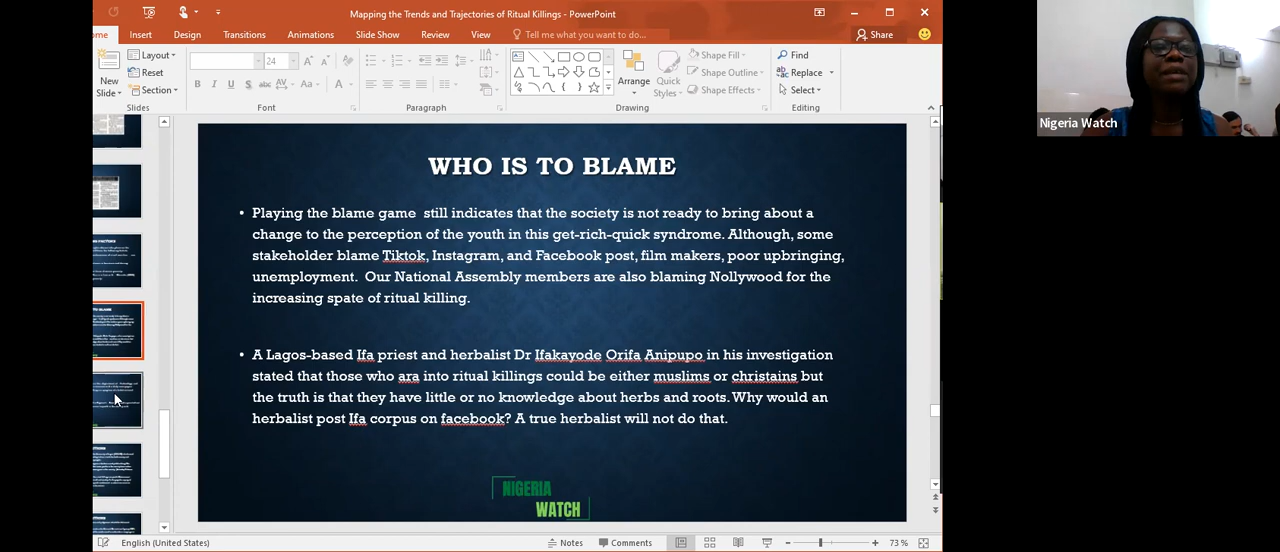 Mapping the Trends and Trajectories of Ritual Killings - PowerPoint
ome Insert Design Transitions Animations Slide Show Review View Tell me what you want to do... Share
New Slide
Layout
Reset
Section
24
Aa
Arrange
Quick Styles
Shape Fill
Shape Outline
Shape Effects
Find
Replace
Select
Slides Font Paragraph Drawing Editing
WHO IS TO BLAME
• Playing the blame game still indicates that the society is not ready to bring about a
change to the perception of the youth in this get-rich-quick syndrome. Although, some
stakeholder blame Tiktok, Instagram, and Facebook post, film makers, poor upbringing,
unemployment. Our National Assembly members are also blaming Nollywood for the
increasing spate of ritual killing.
• A Lagos-based Ifa priest and herbalist Dr Ifakayode Orifa Anipupo in his investigation
stated that those who ara into ritual killing could be either muslims or christains but
the truth is that they have little or no knowledge about herbs and roots. Why would an
herbalist post Ifa corpus on facebook? A true herbalist will not do that.
NIGERIA
WATCH
English (United States) Notes Comments 73 %
Nigeria Watch